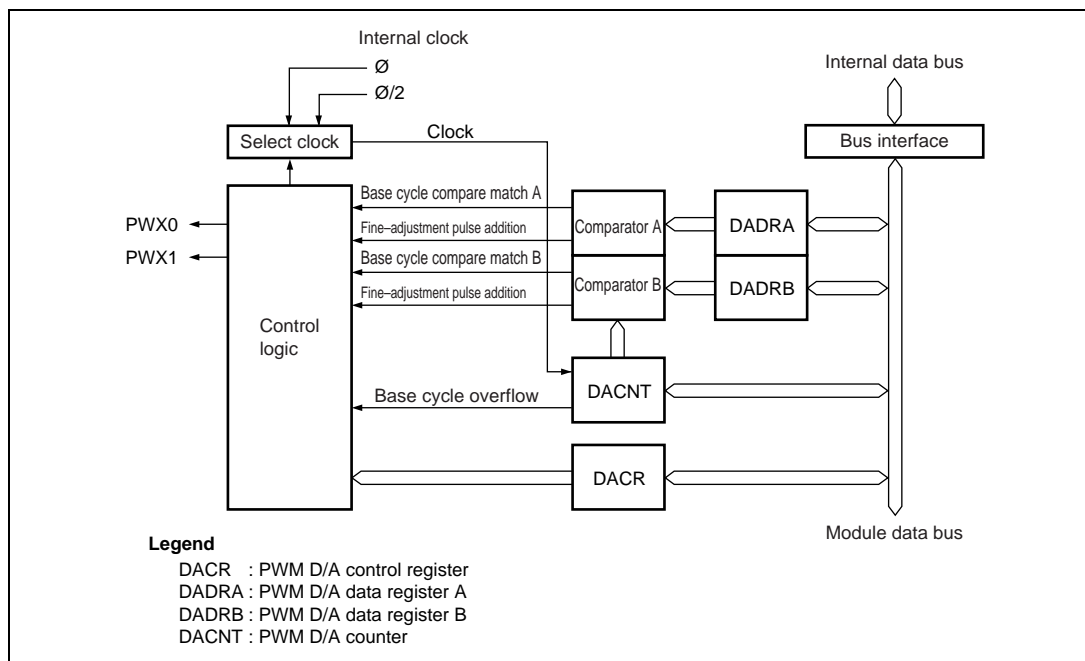 Internal clock
Ø
Ø/2
Internal data bus
Select clock
Clock
Bus interface
Base cycle compare match A
PWX0
Fine–adjustment pulse addition
Comparator A
DADRA
PWX1
Base cycle compare match B
Fine–adjustment pulse addition
Comparator B
DADRB
Control
logic
DACNT
Base cycle overflow
DACR
Module data bus
Legend
DACR : PWM D/A control register
DADRA : PWM D/A data register A
DADRB : PWM D/A data register B
DACNT : PWM D/A counter